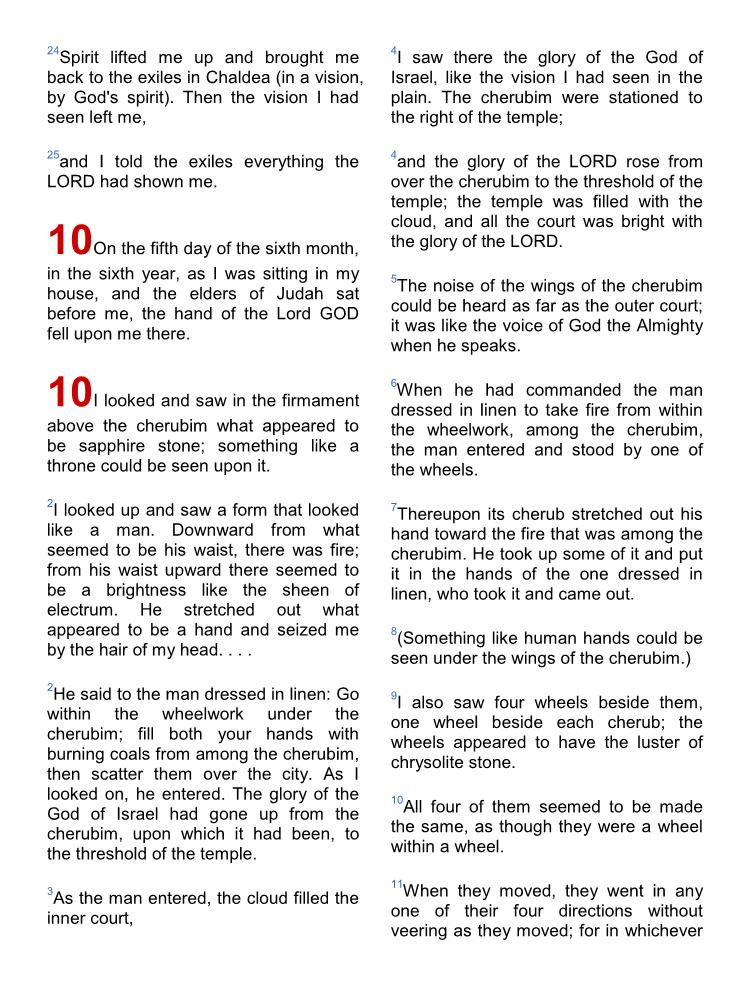 24Spirit lifted me up and brought me
back to the exiles in Chaldea (in a vision,
by God's spirit). Then the vision I had
seen left me,
25and I told the exiles everything the
LORD had shown me.
10On the fifth day of the sixth month,
in the sixth year, as I was sitting in my
house, and the elders of Judah sat
before me, the hand of the Lord GOD
fell upon me there.
10I looked and saw in the firmament
above the cherubim what appeared to
be sapphire stone; something like a
throne could be seen upon it.
2I looked up and saw a form that looked
like a man. Downward from what
seemed to be his waist, there was fire;
from his waist upward there seemed to
be a brightness like the sheen of
electrum. He stretched out what
appeared to be a hand and seized me
by the hair of my head. . . .
2He said to the man dressed in linen: Go
within the wheelwork under the
cherubim; fill both your hands with
burning coals from among the cherubim,
then scatter them over the city. As I
looked on, he entered. The glory of the
God of Israel had gone up from the
cherubim, upon which it had been, to
the threshold of the temple.
3As the man entered, the cloud filled the
inner court,
4I saw there the glory of the God of
Israel, like the vision I had seen in the
plain. The cherubim were stationed to
the right of the temple;
4and the glory of the LORD rose from
over the cherubim to the threshold of the
temple; the temple was filled with the
cloud, and all the court was bright with
the glory of the LORD.
5The noise of the wings of the cherubim
could be heard as far as the outer court;
it was like the voice of God the Almighty
when he speaks.
6When he had commanded the man
dressed in linen to take fire from within
the wheelwork, among the cherubim,
the man entered and stood by one of
the wheels.
7Thereupon its cherub stretched out his
hand toward the fire that was among the
cherubim. He took up some of it and put
it in the hands of the one dressed in
linen, who took it and came out.
8(Something like human hands could be
seen under the wings of the cherubim.)
9I also saw four wheels beside them,
one wheel beside each cherub; the
wheels appeared to have the luster of
chrysolite stone.
10All four of them seemed to be made
the same, as though they were a wheel
within a wheel.
11When they moved, they went in any
one of their four directions without
veering as they moved; for in whichever